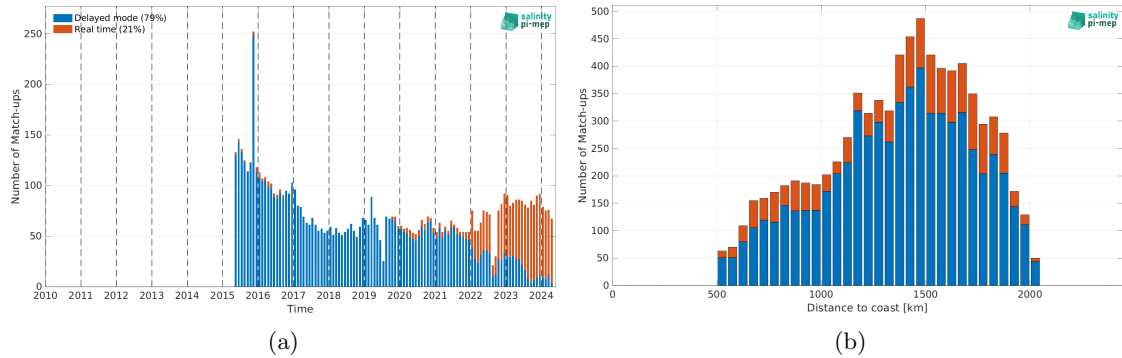 Delayed mode (79%)
Real time (21%)
salinity
pi-mep
Number of Match-ups
250
200
150
100
50
0
2010 2011 2012 2013 2014 2015 2016 2017 2018 2019 2020 2021 2022 2023 2024
Time
(a)
salinity
pi-mep
Number of Match-ups
500
450
400
350
300
250
200
150
100
50
0
0 500 1000 1500 2000
Distance to coast [km]
(b)